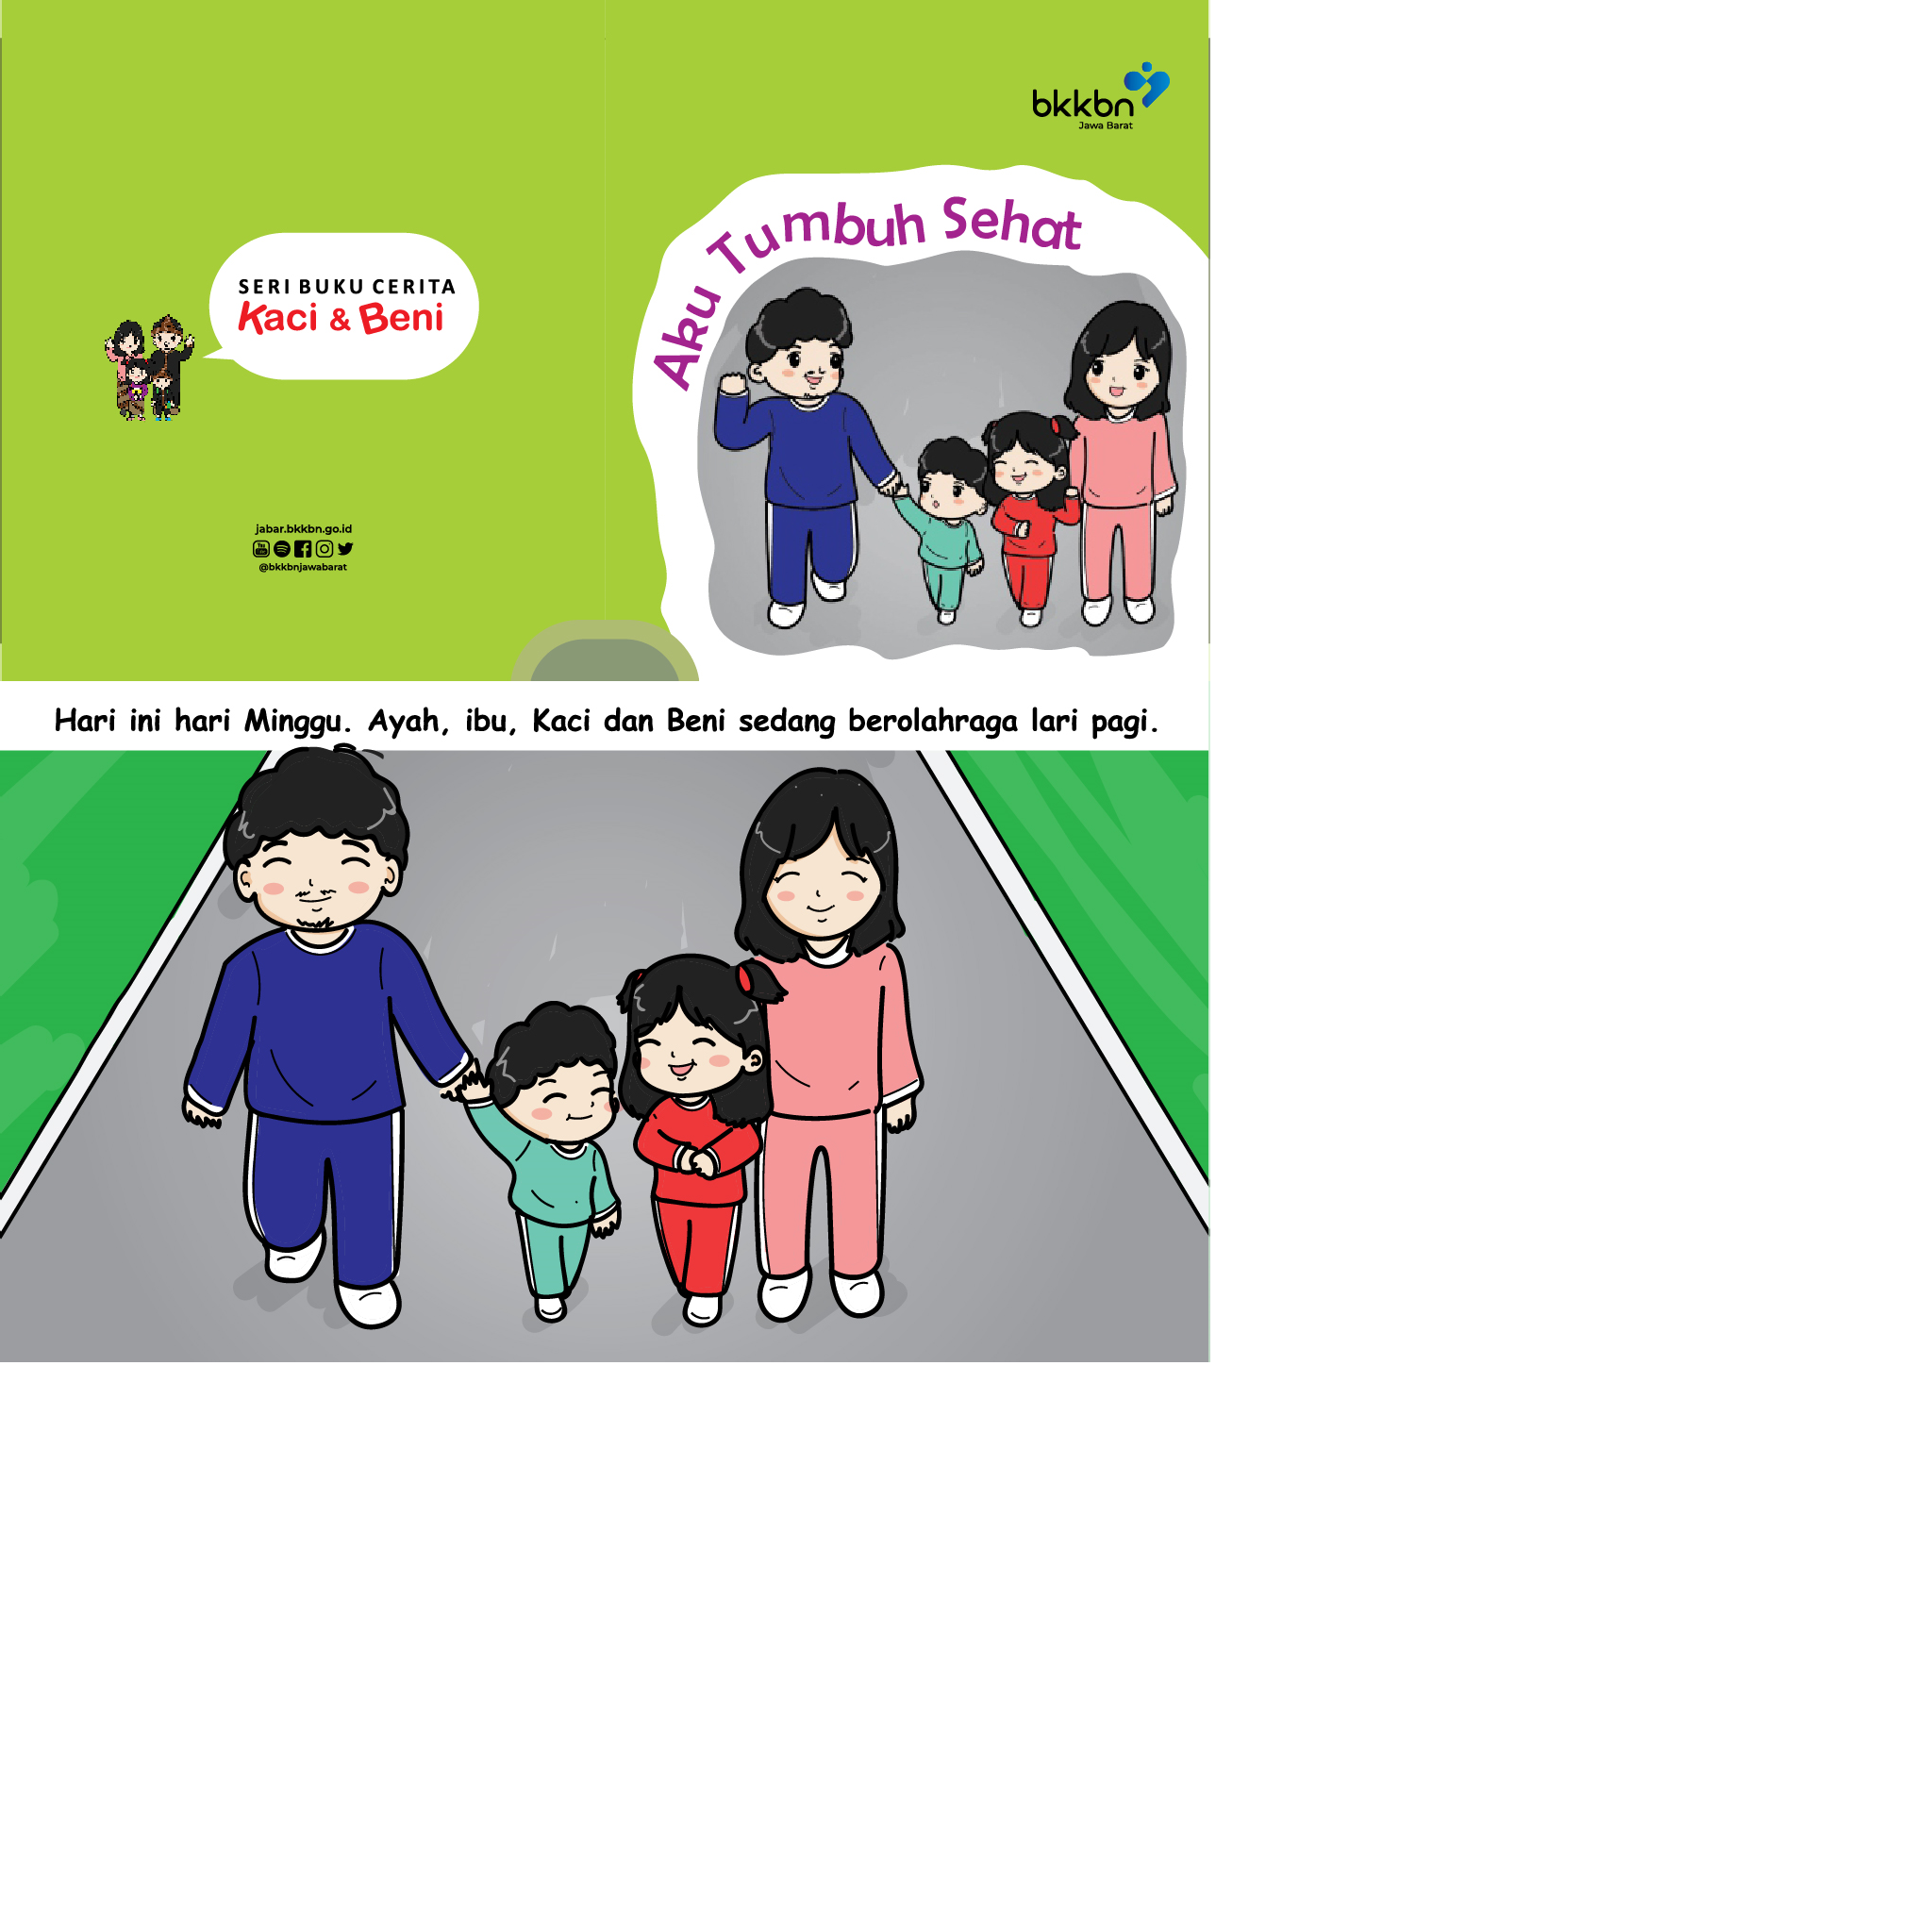 bkkbn
Jawa Barat
Aku Tumbuh Sehat
SERI BUKU CERITA
Kaci & Beni
jabar.bkkbn.go.id
@bkkbnjawabarat
Hari ini hari Minggu. Ayah, ibu, Kaci dan Beni sedang berolahraga lari pagi.